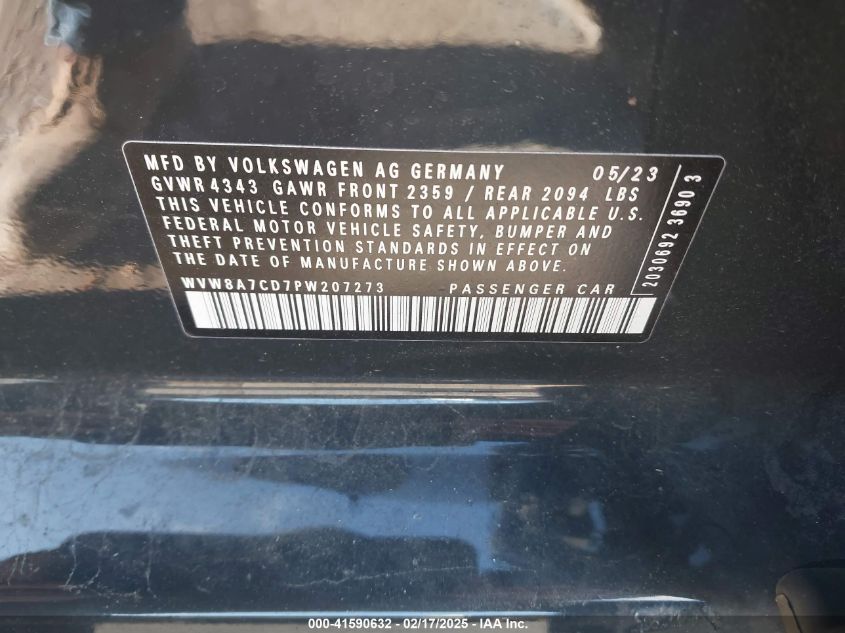 MFD BY VOLKSWAGEN AG GERMANY 05/23
GVWR 4343 GAWR FRONT 2359 / REAR 2094 LBS
THIS VEHICLE CONFORMS TO ALL APPLICABLE U.S.
FEDERAL MOTOR VEHICLE SAFETY, BUMPER AND
THEFT PREVENTION STANDARDS IN EFFECT ON
THE DATE OF MANUFACTURE SHOWN ABOVE.
WVW8A7CD7PW207273 PASSENGER CAR
2030692 3690 3
000-41590632 - 02/17/2025 - IAA Inc.